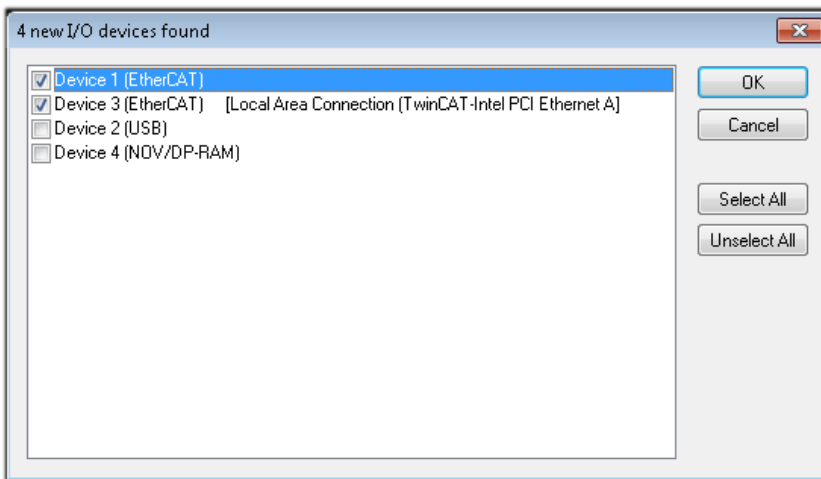 4 new I/O devices found
Device 1 (EtherCAT)
Device 3 (EtherCAT) [Local Area Connection (TwinCAT-Intel PCI Ethernet A]
Device 2 (USB)
Device 4 (NOV/DP-RAM)
OK
Cancel
Select All
Unselect All